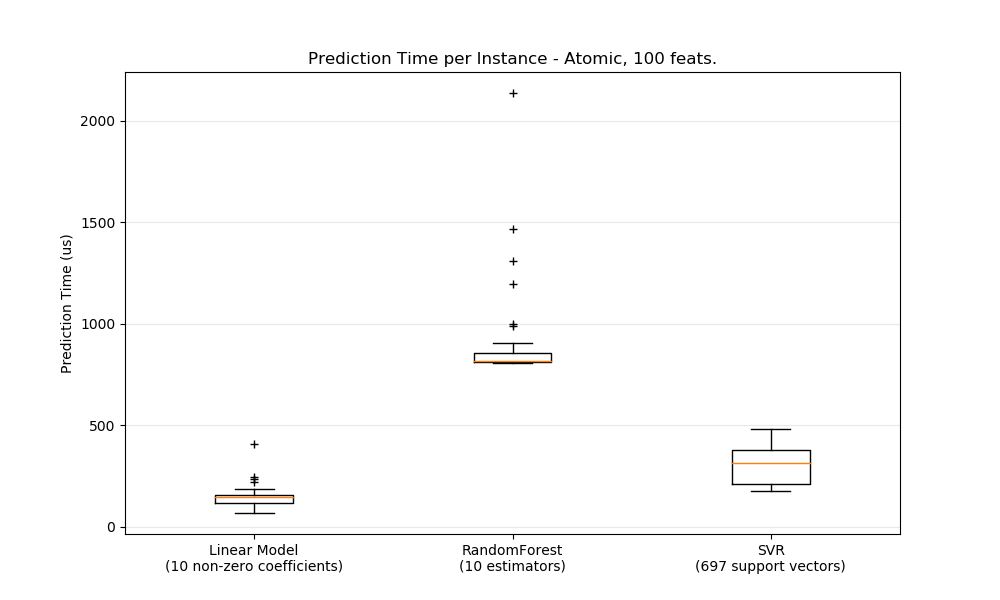 Prediction Time per Instance - Atomic, 100 feats.
Prediction Time (us)
2000
1500
1000
500
0
Linear Model
(10 non-zero coefficients)
RandomForest
(10 estimators)
SVR
(697 support vectors)